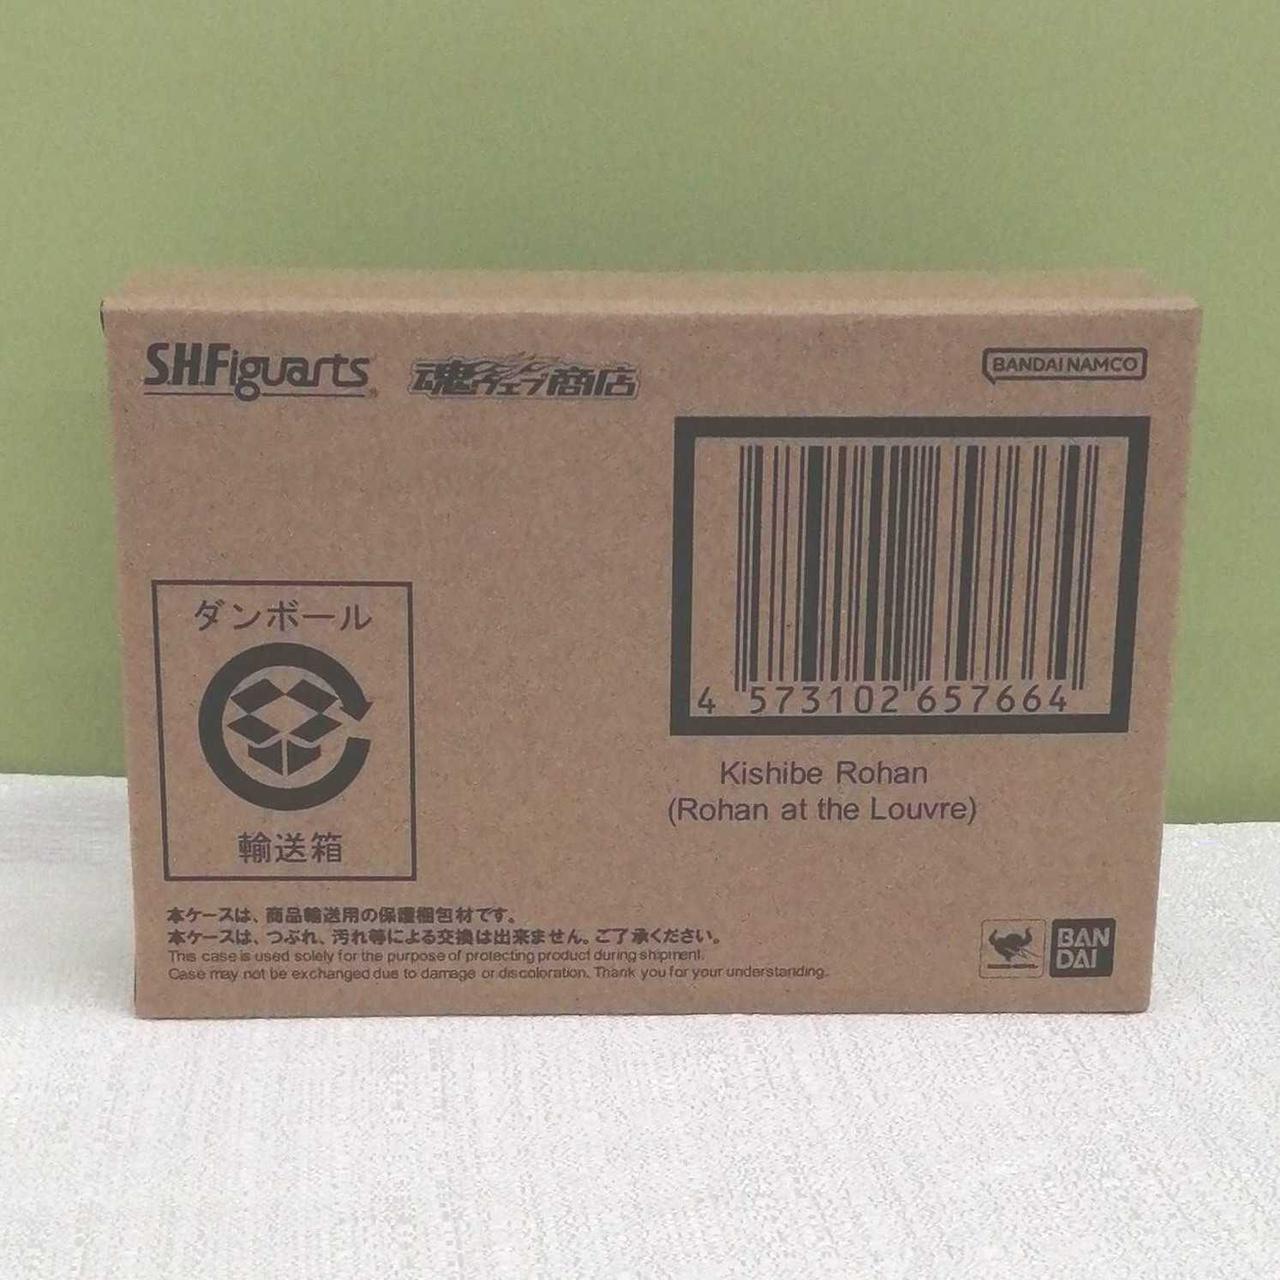 S.H.Figuarts
魂ウェブ商店
BANDAI NAMCO
4 573102 657664
Kishibe Rohan
(Rohan at the Louvre)
ダンボール
輸送箱
本ケースは、商品輸送用の保護梱包材です。
本ケースは、つぶれ、汚れ等による交換は出来ません。ご了承ください。
This case is used solely for the purpose of protecting product during shipment.
Case may not be exchanged due to damage or discoloration. Thank you for your understanding.
BAN
DAI